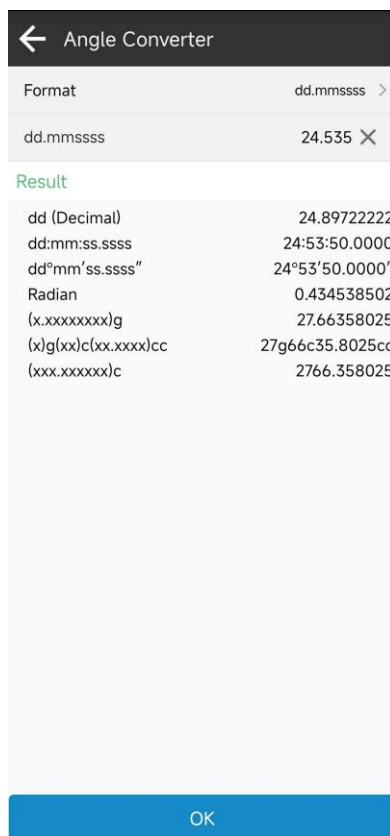 Angle Converter
Format dd.mmssss
dd.mmssss 24.535
Result
dd (Decimal) 24.89722222
dd:mm:ss.ssss 24:53:50.0000
dd°mm'ss.ssss" 24°53'50.0000"
Radian 0.434538502
(x.xxxxxxxx)g 27.66358025
(x)g(xx)c(xx.xxxx)cc 27g66c35.8025cc
(xxx.xxxxxx)c 2766.358025
OK